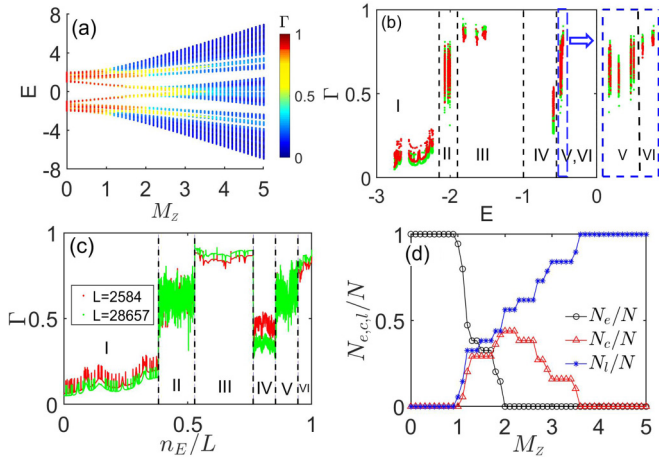 (a)
Γ
8
4
0
-4
-8
E
0 1 2 3 4 5
M_z
1
0
(b)
1
0.5
0
Γ
I
II
III
IV
V,VI
V
VI
-3 -2 -1 0
E
(c)
1
0.5
0
Γ
L=2584
L=28657
I
II
III
IV
V
VI
0 0.5 1
n_E/L
(d)
1
0.5
0
N_{e,c,l}/N
N_e/N
N_c/N
N_l/N
0 1 2 3 4 5
M_z